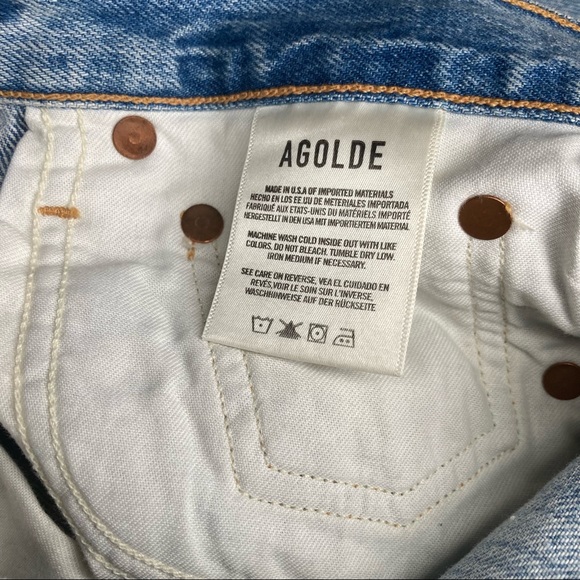 AGOLDE
MADE IN U.S.A OF IMPORTED MATERIALS
HECHO EN LOS EE.UU DE METERIALES IMPORTADA
FABRIQUÉ AUX ETATS-UNIS DU MATÉRIELS IMPORTÉ
HERGESTELLT IN DEN USA MIT IMPORTIERTEM MATERIAL
MACHINE WASH COLD INSIDE OUT WITH LIKE
COLORS. DO NOT BLEACH. TUMBLE DRY LOW.
IRON MEDIUM IF NECESSARY.
SEE CARE ON REVERSE, VEA EL CUIDADO EN
REVÉS,VOIR LE SOIN SUR L'INVERSE,
WASCHHINWEISE AUF DER RÜCKSEITE